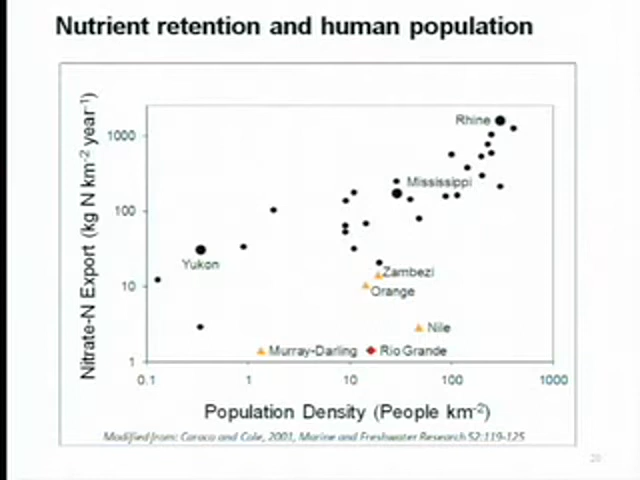 Nutrient retention and human population
Nitrate-N Export (kg N km⁻² year⁻¹)
1000
100
10
1
Rhine
Mississippi
Yukon
Zambezi
Orange
Nile
Murray-Darling
Rio Grande
0.1 1 10 100 1000
Population Density (People km⁻²)
Modified from: Caraco and Cole, 2001, Marine and Freshwater Research 52:119-125
20